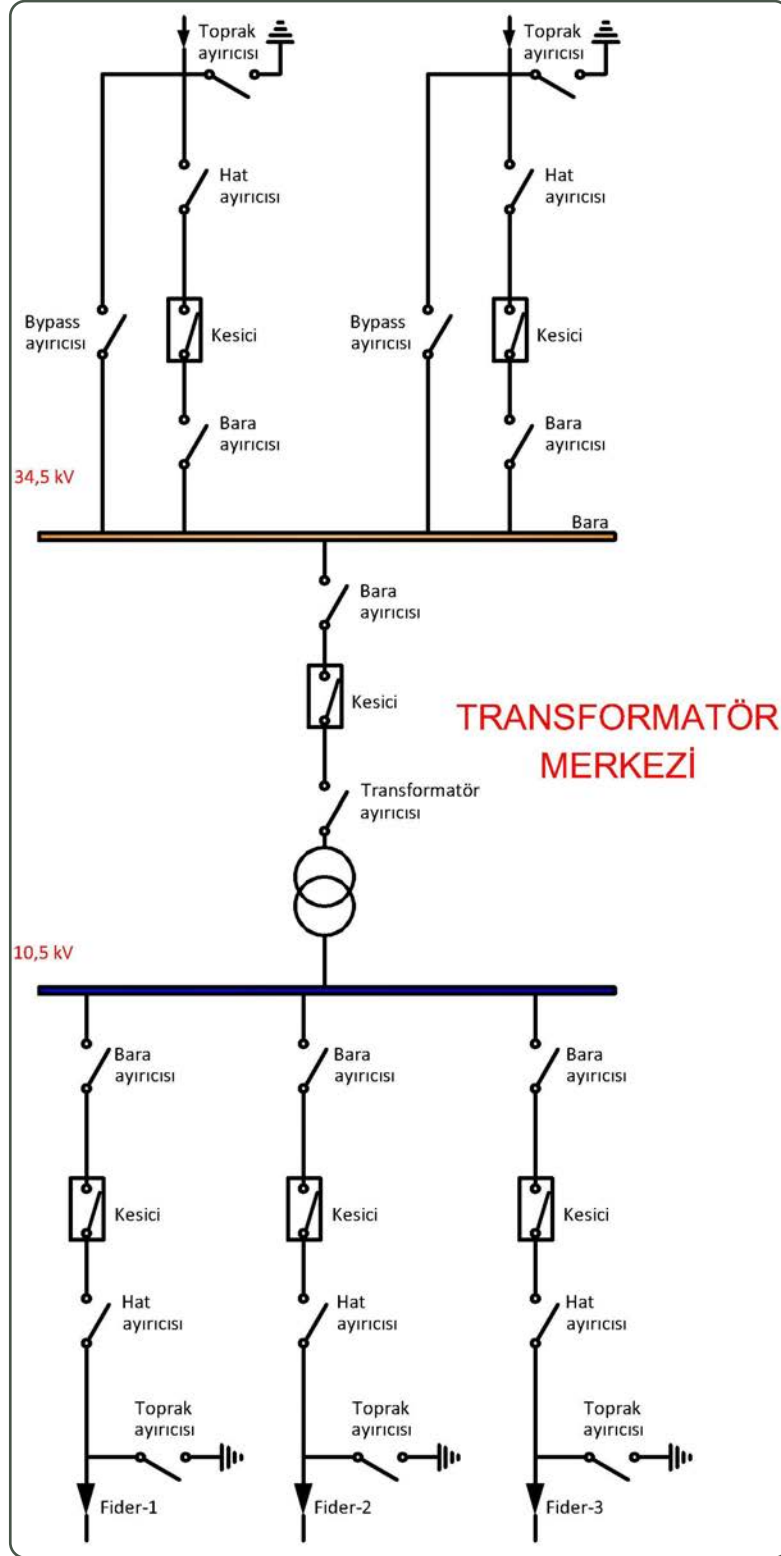 Toprak
ayırıcısı
Toprak
ayırıcısı
Hat
ayırıcısı
Hat
ayırıcısı
Bypass
ayırıcısı
Kesici
Bypass
ayırıcısı
Kesici
Bara
ayırıcısı
Bara
ayırıcısı
34,5 kV
Bara
Bara
ayırıcısı
Kesici
TRANSFORMATÖR
MERKEZİ
Transformatör
ayırıcısı
10,5 kV
Bara
ayırıcısı
Bara
ayırıcısı
Bara
ayırıcısı
Kesici
Kesici
Kesici
Hat
ayırıcısı
Hat
ayırıcısı
Hat
ayırıcısı
Toprak
ayırıcısı
Toprak
ayırıcısı
Toprak
ayırıcısı
Fider-1
Fider-2
Fider-3